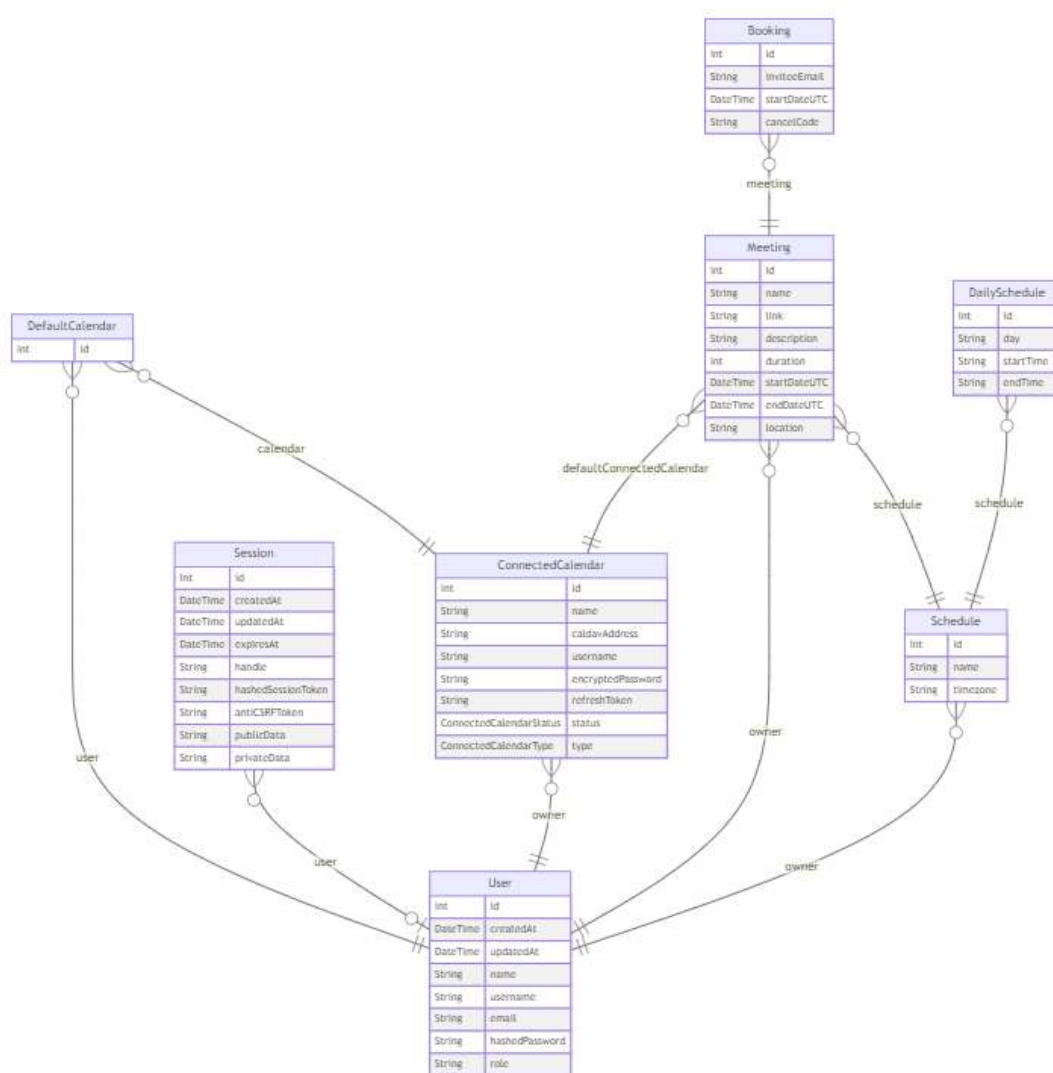 Booking
Int id
String inviteeEmail
DateTime startDateUTC
String cancelCode
meeting
Meeting
Int id
String name
String link
String description
Int duration
DateTime startDateUTC
DateTime endDateUTC
String location
DailySchedule
Int id
String day
String startTime
String endTime
DefaultCalendar
Int id
calendar
defaultConnectedCalendar
schedule
schedule
Session
Int id
DateTime createdAt
DateTime updatedAt
DateTime expiresAt
String handle
String hashedSessionToken
String antiCSRFToken
String publicData
String privateData
ConnectedCalendar
Int id
String name
String caldavAddress
String username
String encryptedPassword
String refreshToken
ConnectedCalendarStatus status
ConnectedCalendarType type
Schedule
Int id
String name
String timezone
user
owner
owner
user
owner
User
Int id
DateTime createdAt
DateTime updatedAt
String name
String username
String email
String hashedPassword
String role